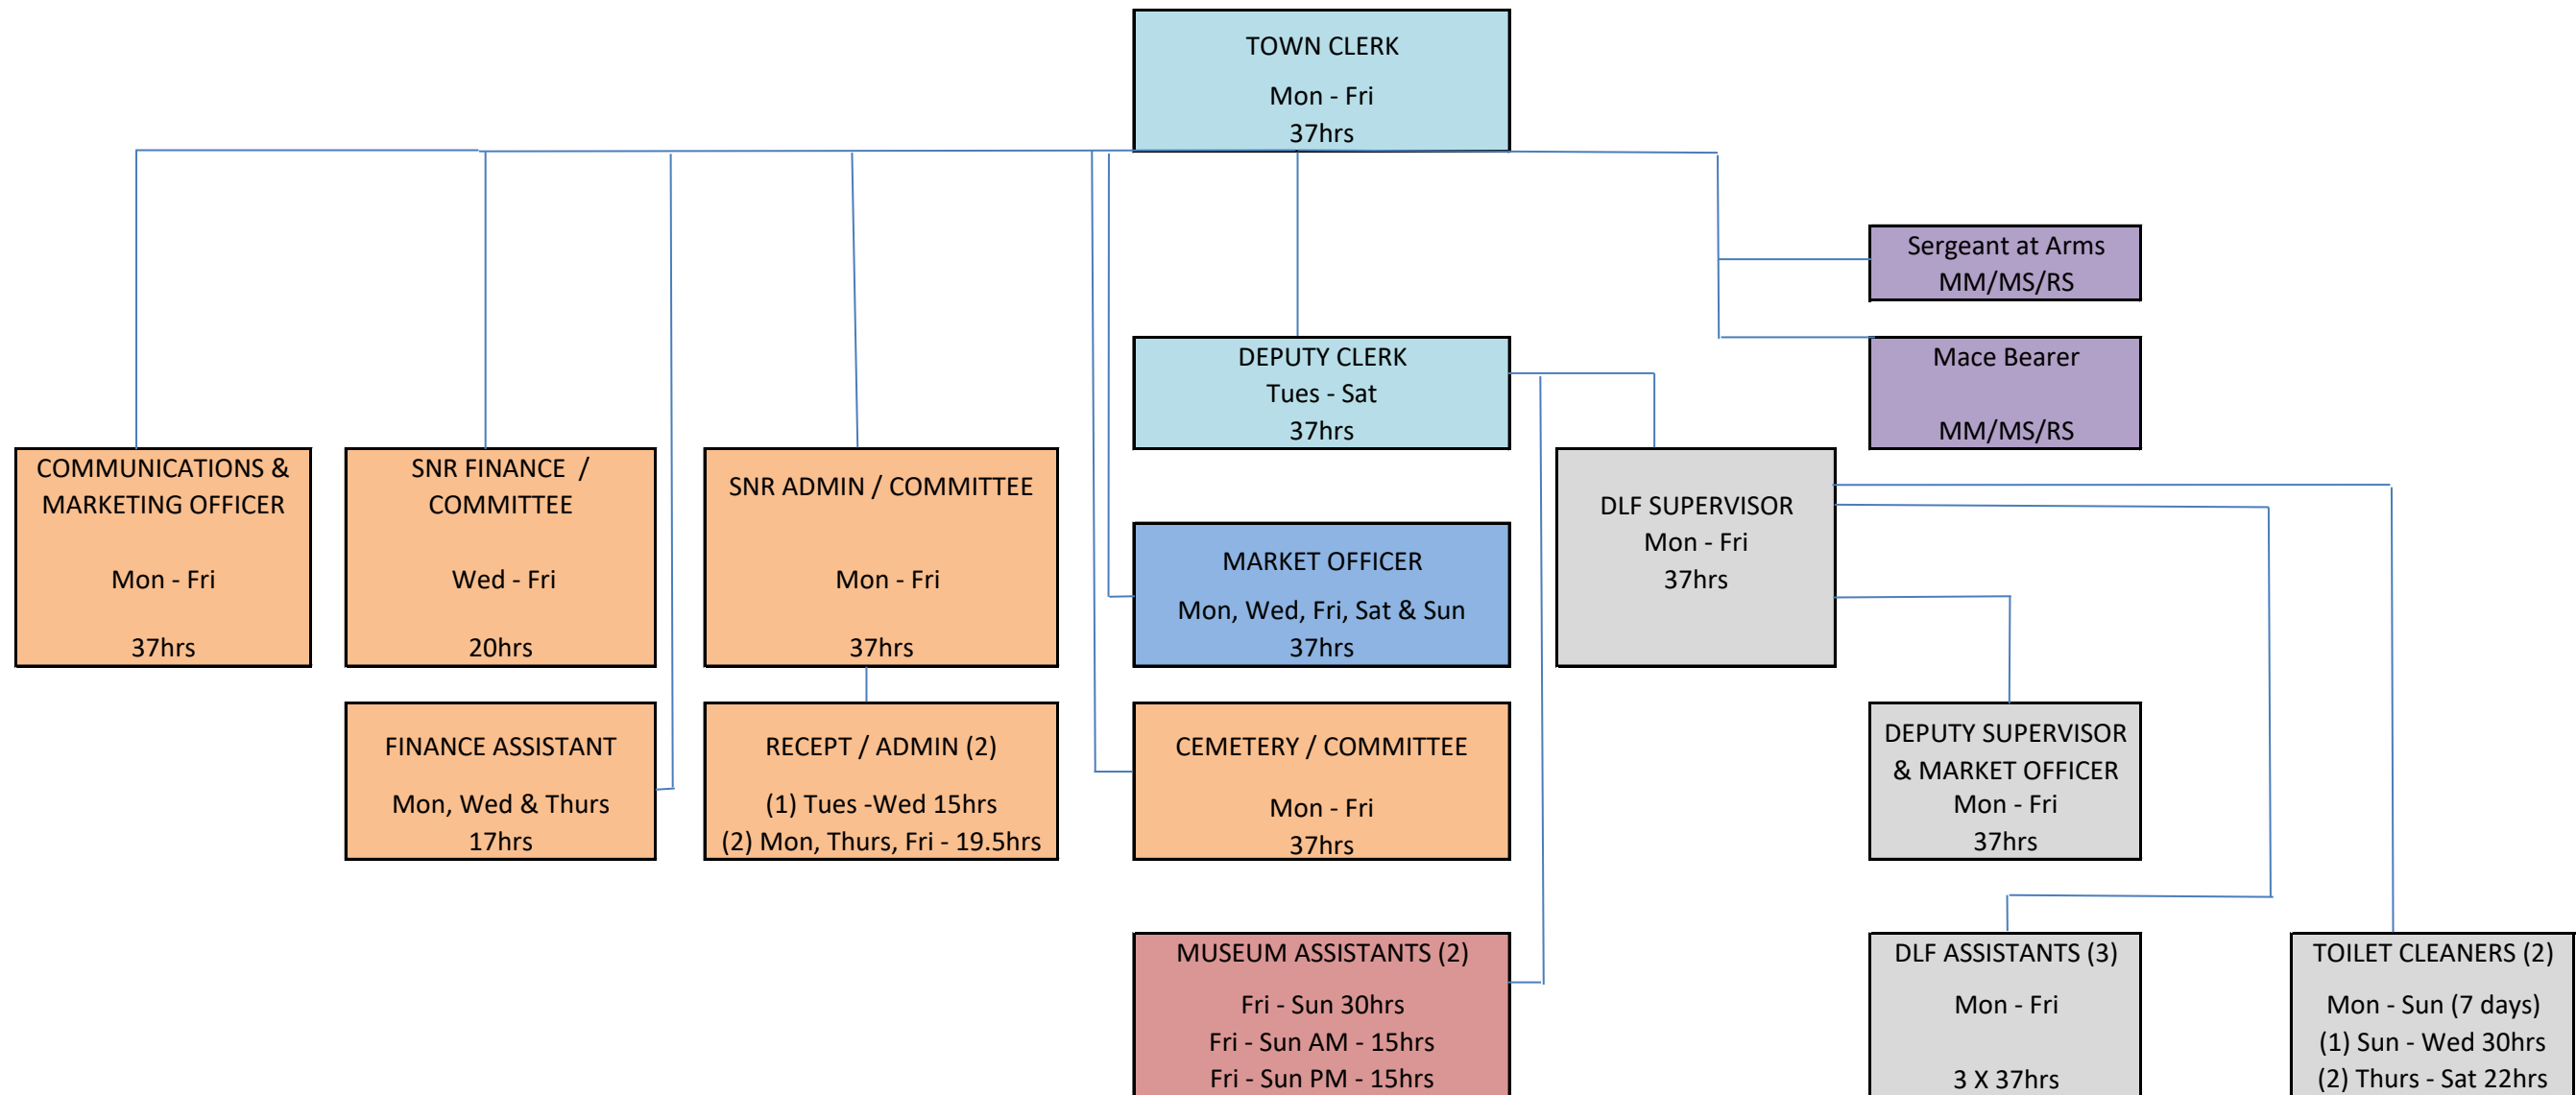 TOWN CLERK
Mon - Fri
37hrs
Sergeant at Arms
MM/MS/RS
DEPUTY CLERK
Tues - Sat
37hrs
Mace Bearer
MM/MS/RS
COMMUNICATIONS &
MARKETING OFFICER
Mon - Fri
37hrs
SNR FINANCE /
COMMITTEE
Wed - Fri
20hrs
SNR ADMIN / COMMITTEE
Mon - Fri
37hrs
MARKET OFFICER
Mon, Wed, Fri, Sat & Sun
37hrs
DLF SUPERVISOR
Mon - Fri
37hrs
FINANCE ASSISTANT
Mon, Wed & Thurs
17hrs
RECEPT / ADMIN (2)
(1) Tues -Wed 15hrs
(2) Mon, Thurs, Fri - 19.5hrs
CEMETERY / COMMITTEE
Mon - Fri
37hrs
DEPUTY SUPERVISOR
& MARKET OFFICER
Mon - Fri
37hrs
MUSEUM ASSISTANTS (2)
Fri - Sun 30hrs
Fri - Sun AM - 15hrs
Fri - Sun PM - 15hrs
DLF ASSISTANTS (3)
Mon - Fri
3 X 37hrs
TOILET CLEANERS (2)
Mon - Sun (7 days)
(1) Sun - Wed 30hrs
(2) Thurs - Sat 22hrs